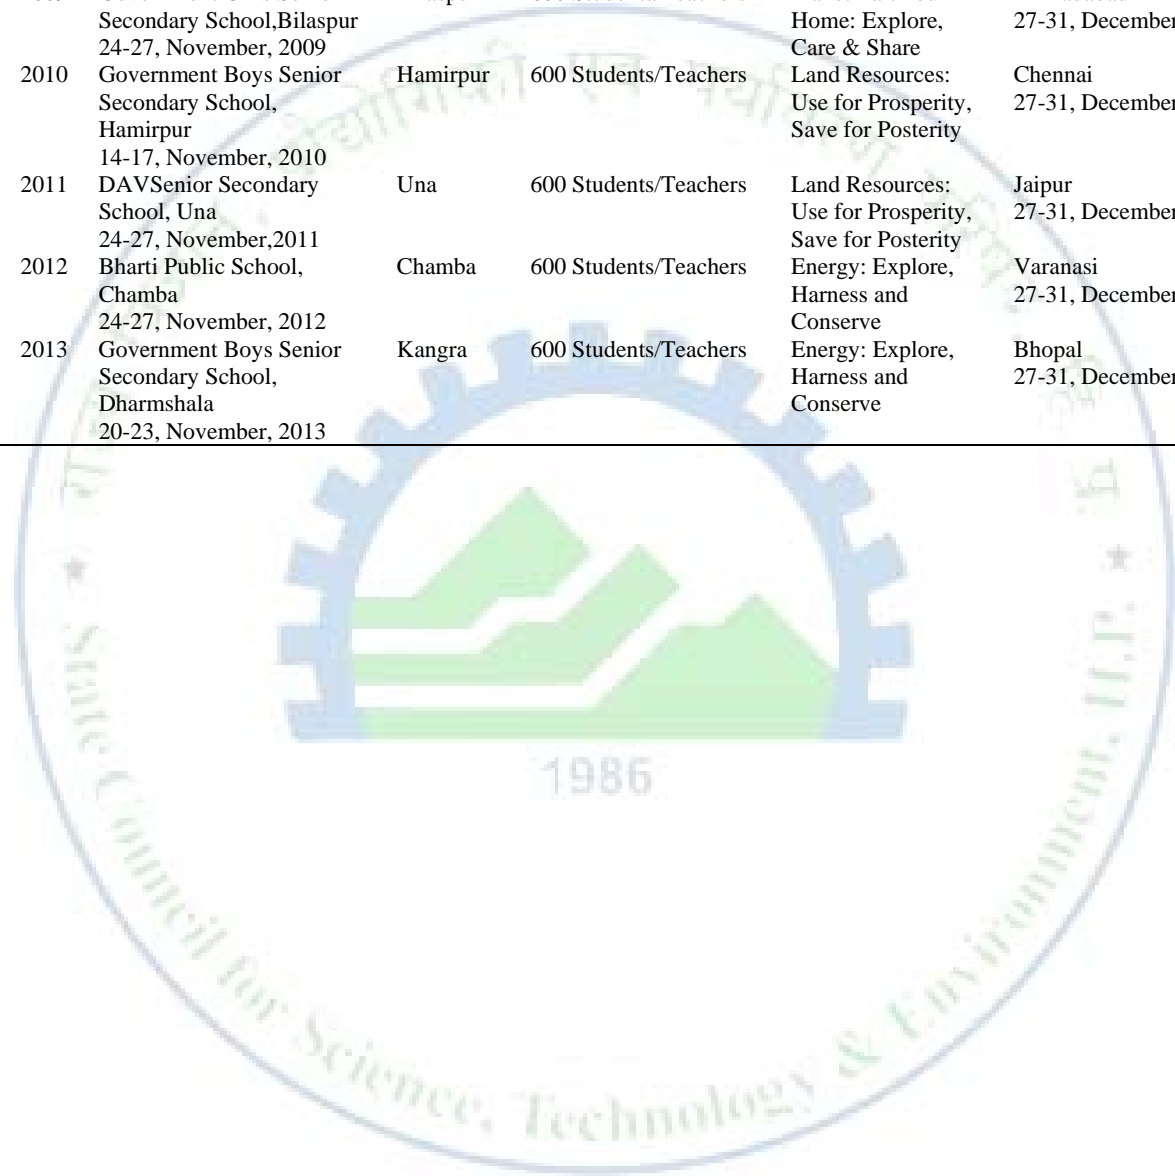 Secondary School,Bilaspur Home: Explore, 27-31, December
24-27, November, 2009 Care & Share
2010 Government Boys Senior Hamirpur 600 Students/Teachers Land Resources: Chennai
Secondary School, Use for Prosperity, 27-31, December
Hamirpur Save for Posterity
14-17, November, 2010
2011 DAVSenior Secondary Una 600 Students/Teachers Land Resources: Jaipur
School, Una Use for Prosperity, 27-31, December
24-27, November,2011 Save for Posterity
2012 Bharti Public School, Chamba 600 Students/Teachers Energy: Explore, Varanasi
Chamba Harness and 27-31, December
24-27, November, 2012 Conserve
2013 Government Boys Senior Kangra 600 Students/Teachers Energy: Explore, Bhopal
Secondary School, Harness and 27-31, December
Dharmshala Conserve
20-23, November, 2013
1986
State Council for Science, Technology & Environment, H.P.